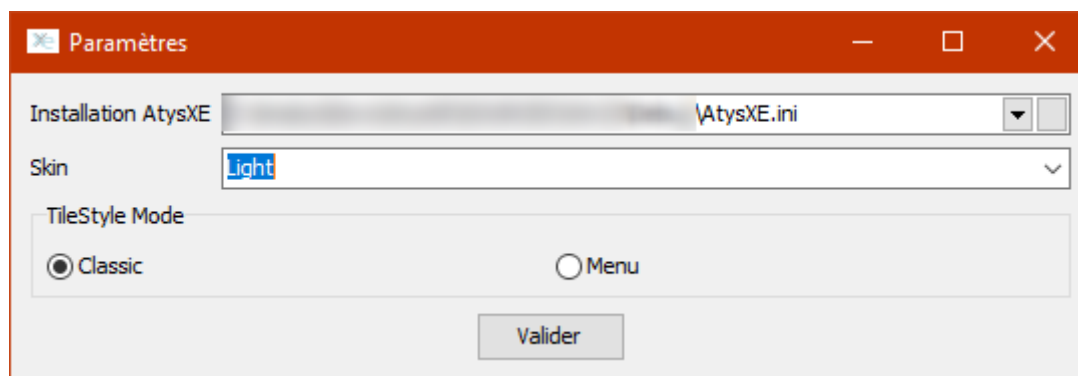 Paramètres
Installation AtysXE \AtysXE.ini
Skin Light
TileStyle Mode
Classic Menu
Valider